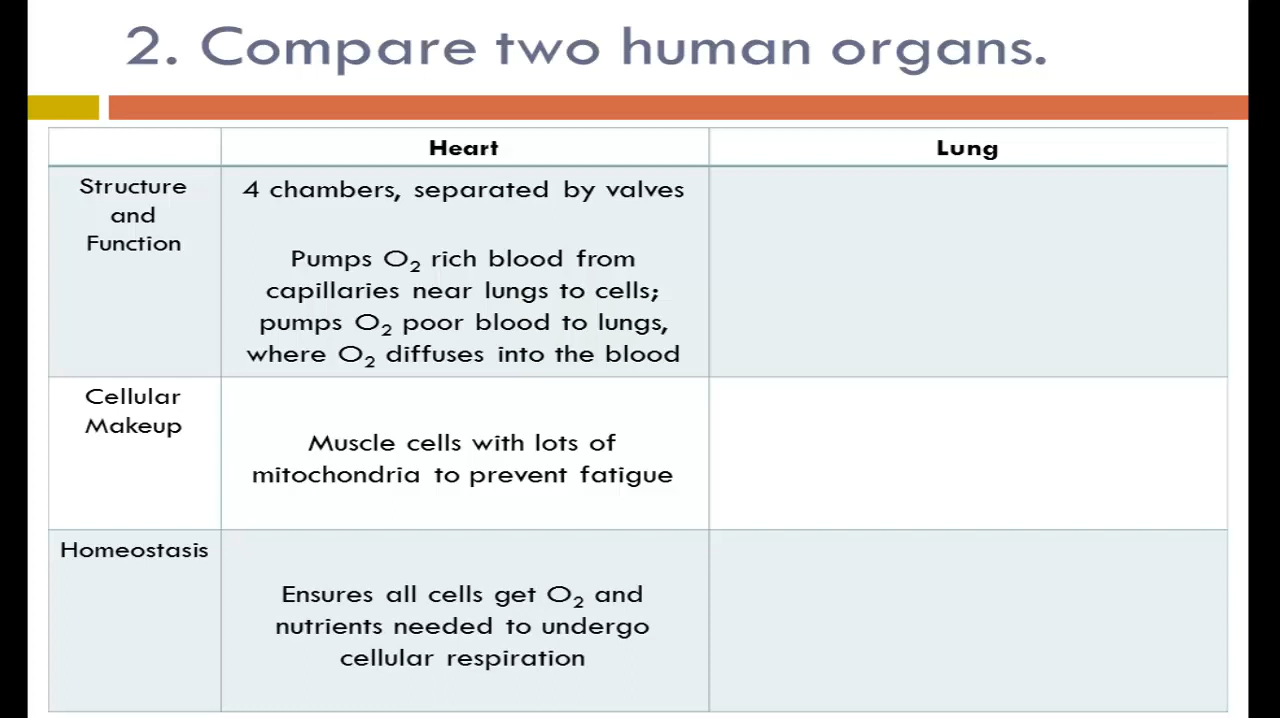 2. Compare two human organs.
Heart
Lung
Structure
and
Function
4 chambers, separated by valves
Pumps O₂ rich blood from
capillaries near lungs to cells;
pumps O₂ poor blood to lungs,
where O₂ diffuses into the blood
Cellular
Makeup
Muscle cells with lots of
mitochondria to prevent fatigue
Homeostasis
Ensures all cells get O₂ and
nutrients needed to undergo
cellular respiration